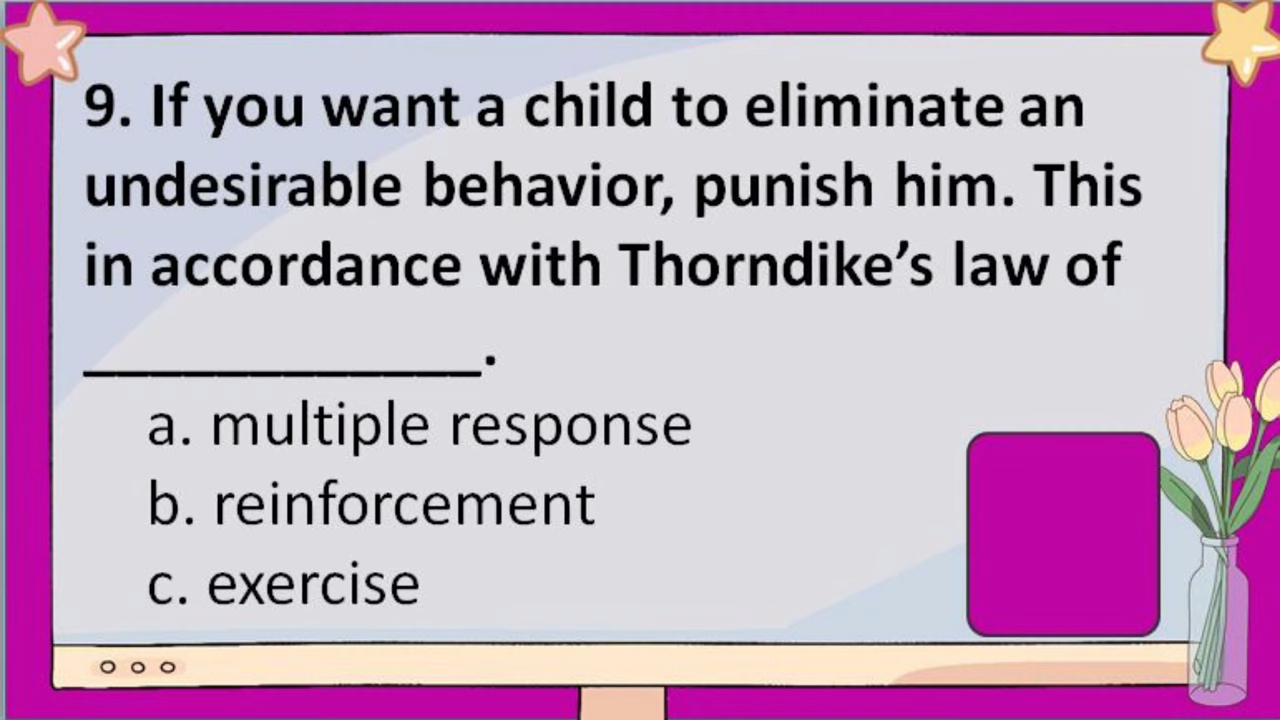 9. If you want a child to eliminate an
undesirable behavior, punish him. This
in accordance with Thorndike’s law of
____________.
a. multiple response
b. reinforcement
c. exercise